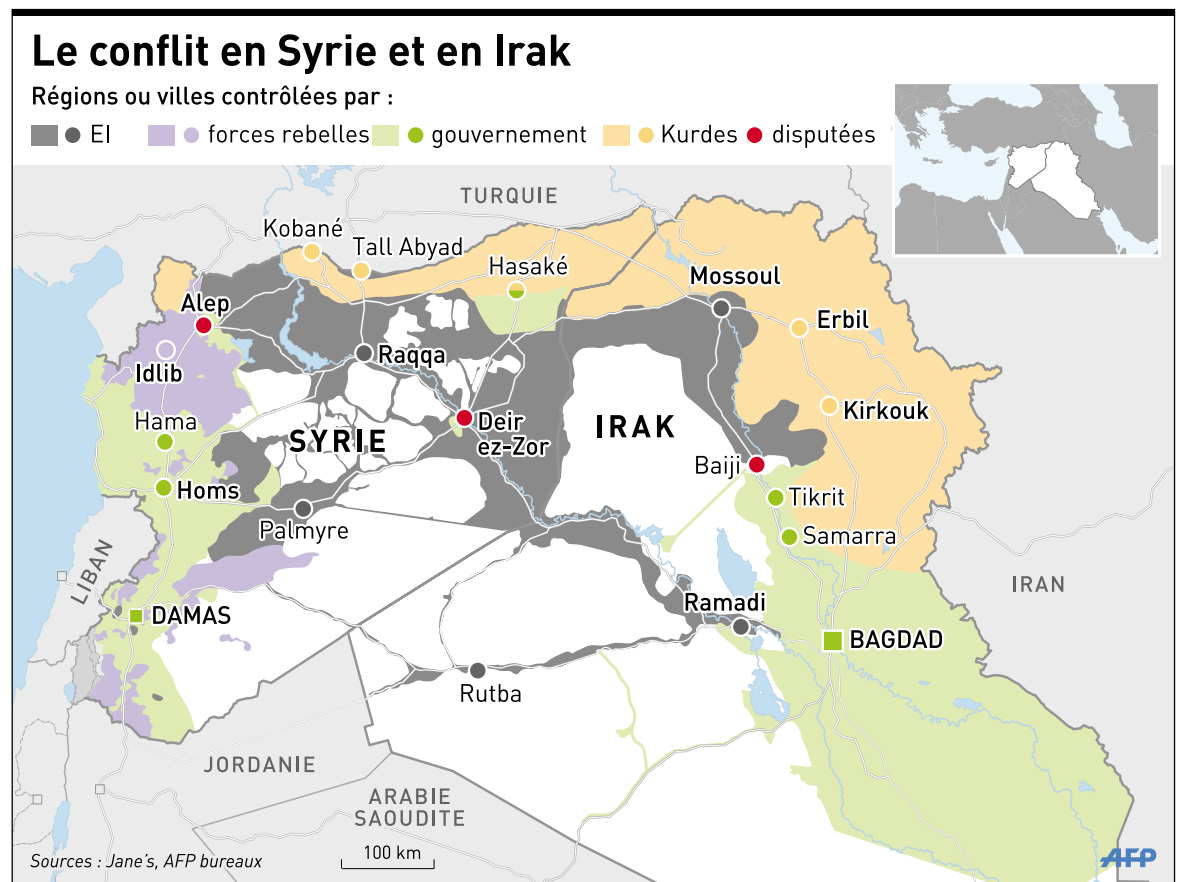 Le conflit en Syrie et en Irak
Régions ou villes contrôlées par :
EI forces rebelles gouvernement Kurdes disputées
TURQUIE
Kobané
Tall Abyad
Hasaké
Mossoul
Alep
Erbil
Idlib
Raqqa
Kirkouk
Hama
SYRIE
Deir
ez-Zor
IRAK
Baiji
Homs
Tikrit
Palmyre
Samarra
LIBAN
IRAN
DAMAS
Ramadi
BAGDAD
Rutba
JORDANIE
ARABIE
SAOUDITE
100 km
Sources : Jane's, AFP bureaux
AFP